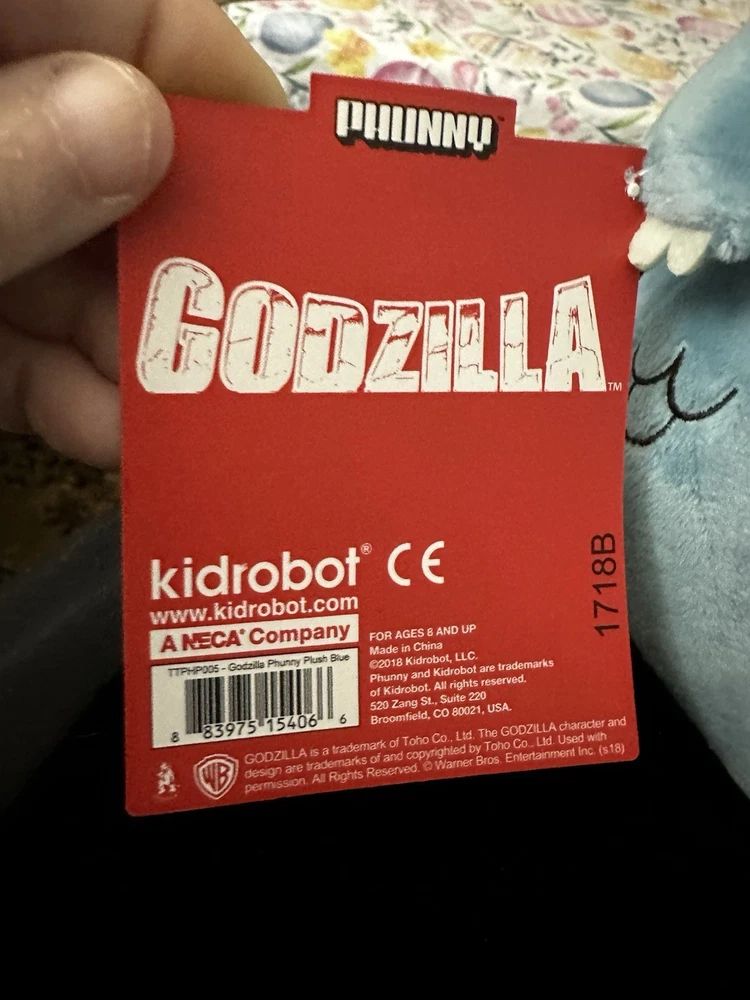 PHUNNY™
GODZILLA™
kidrobot® CE
www.kidrobot.com
A NECA® Company
TTPHP005 - Godzilla Phunny Plush Blue
8 83975 15406 6
FOR AGES 8 AND UP
Made in China
©2018 Kidrobot, LLC.
Phunny and Kidrobot are trademarks
of Kidrobot. All rights reserved.
520 Zang St., Suite 220
Broomfield, CO 80021, USA.
1718B
WB
GODZILLA is a trademark of Toho Co., Ltd. The GODZILLA character and
design are trademarks of and copyrighted by Toho Co., Ltd. Used with
permission. All Rights Reserved. © Warner Bros. Entertainment Inc. (s18)